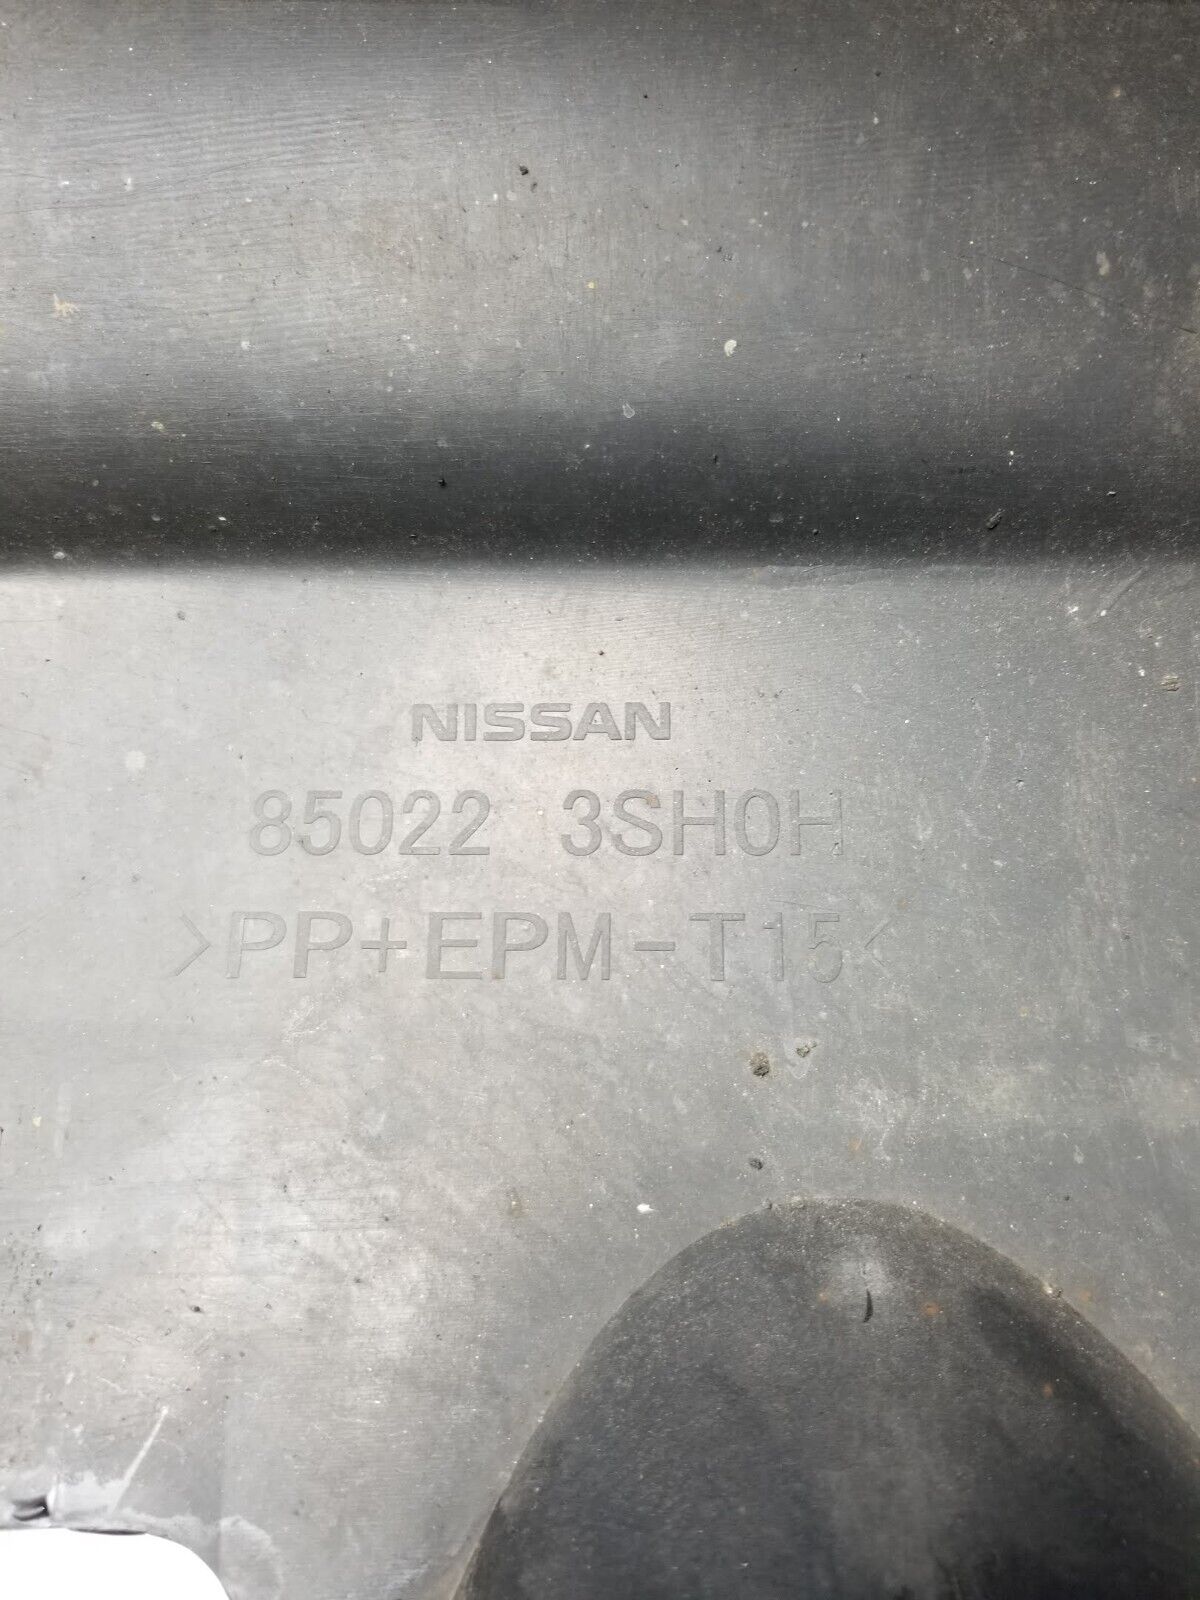 NISSAN
85022 3SH0H
>PP+EPM-T15<